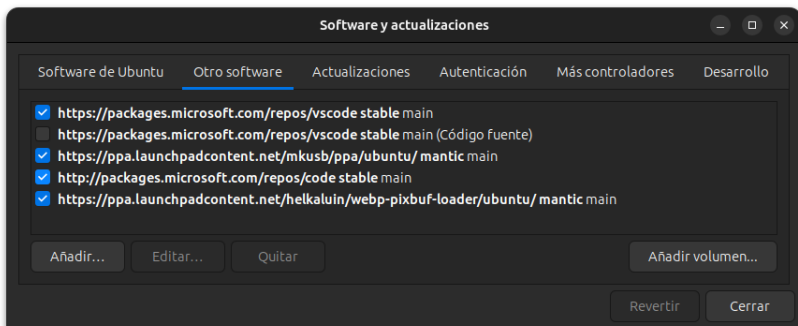 Software y actualizaciones
Software de Ubuntu Otro software Actualizaciones Autenticación Más controladores Desarrollo
https://packages.microsoft.com/repos/vscode stable main
https://packages.microsoft.com/repos/vscode stable main (Código fuente)
https://ppa.launchpadcontent.net/mkusb/ppa/ubuntu/ mantic main
http://packages.microsoft.com/repos/code stable main
https://ppa.launchpadcontent.net/helkaluin/webp-pixbuf-loader/ubuntu/ mantic main
Añadir... Editar... Quitar Añadir volumen...
Revertir Cerrar